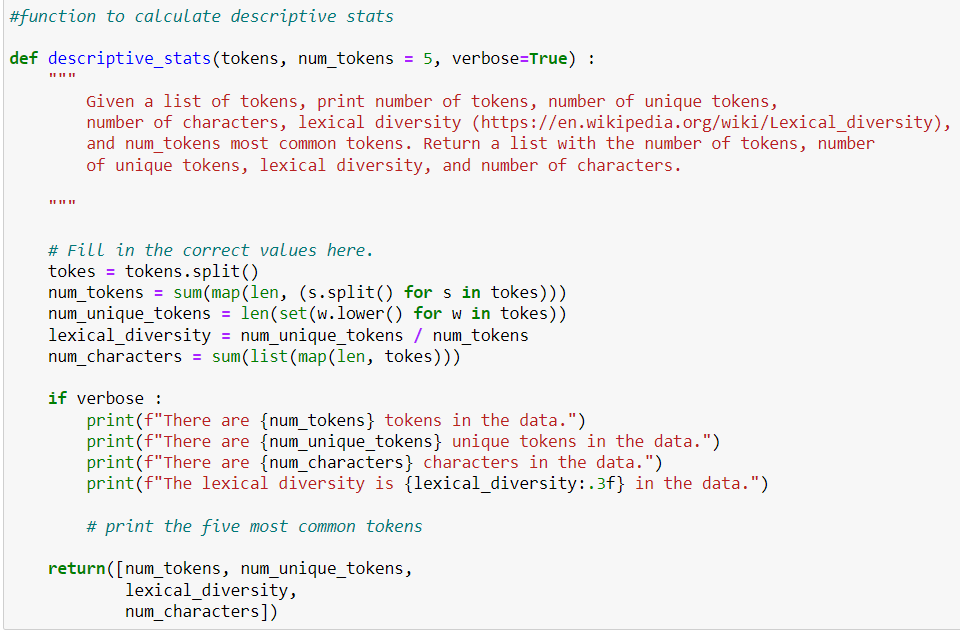 #function to calculate descriptive stats
def descriptive_stats(tokens, num_tokens = 5, verbose=True) :
    """
        Given a list of tokens, print number of tokens, number of unique tokens,
        number of characters, lexical diversity (https://en.wikipedia.org/wiki/Lexical_diversity),
        and num_tokens most common tokens. Return a list with the number of tokens, number
        of unique tokens, lexical diversity, and number of characters.
    """
    # Fill in the correct values here.
    tokes = tokens.split()
    num_tokens = sum(map(len, (s.split() for s in tokes)))
    num_unique_tokens = len(set(w.lower() for w in tokes))
    lexical_diversity = num_unique_tokens / num_tokens
    num_characters = sum(list(map(len, tokes)))
    if verbose :
        print(f"There are {num_tokens} tokens in the data.")
        print(f"There are {num_unique_tokens} unique tokens in the data.")
        print(f"There are {num_characters} characters in the data.")
        print(f"The lexical diversity is {lexical_diversity:.3f} in the data.")
        # print the five most common tokens
    return([num_tokens, num_unique_tokens,
            lexical_diversity,
            num_characters])